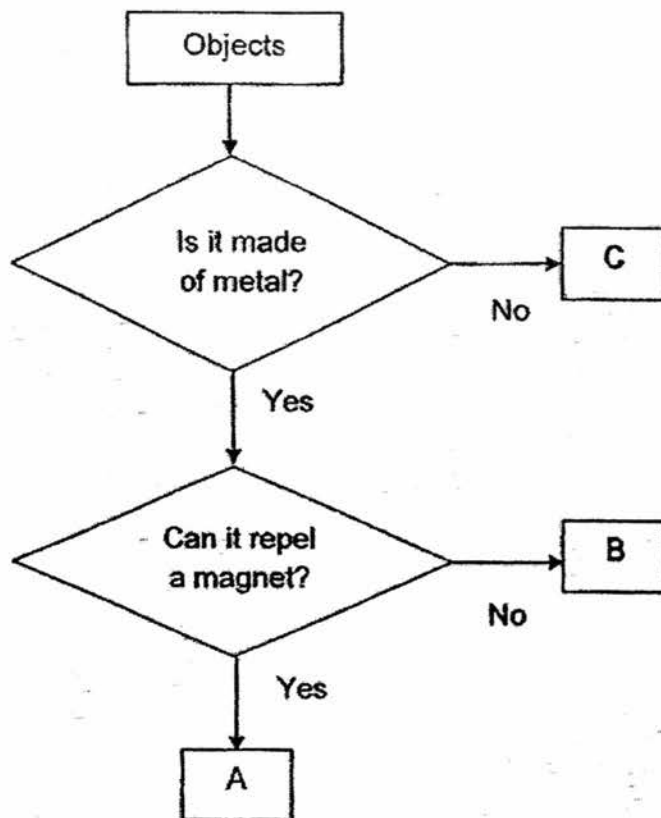 Objects
Is it made
of metal?
C
No
Yes
Can it repel
a magnet?
B
No
Yes
A